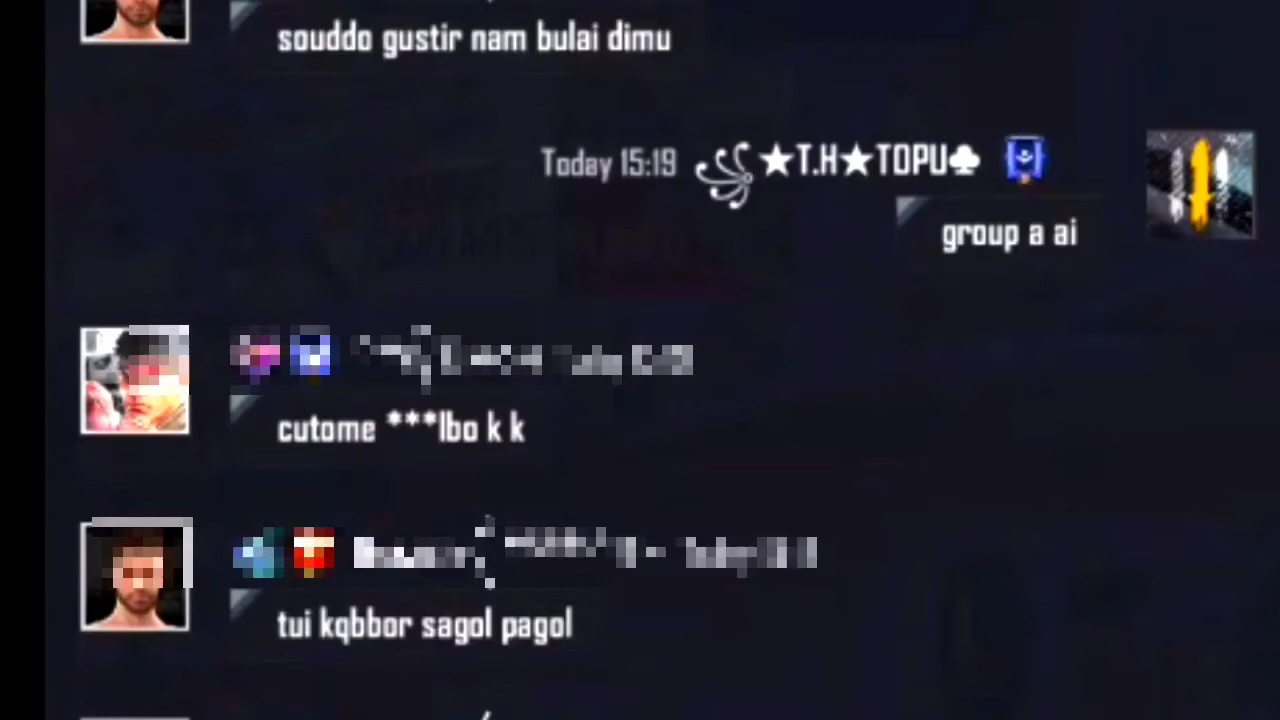 souddo gustir nam bulai dimu
Today 15:19 ꧁★T.H★TOPU♣
group a ai
cutome ***lbo k k
tui kqbbor sagol pagol